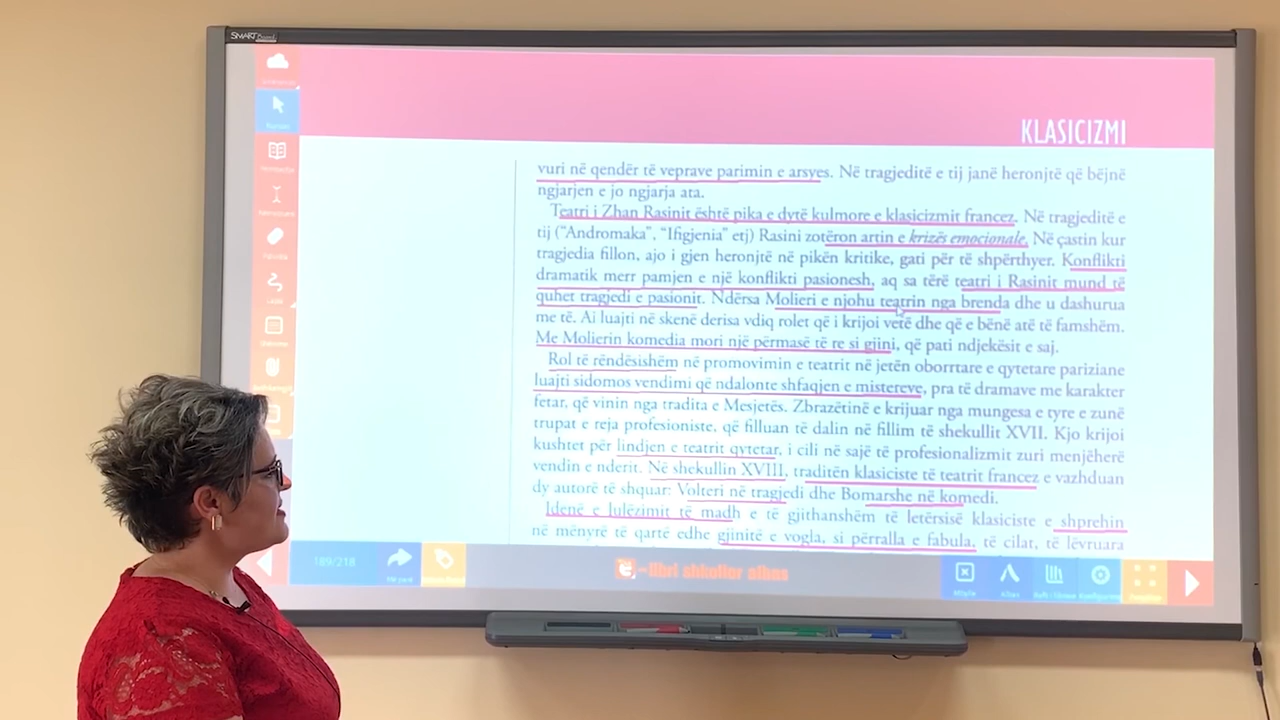 SMART Board
KLASICIZMI
vuri në qendër të veprave parimin e arsyes. Në tragjeditë e tij janë heronjtë që bëjnë
ngjarjen e jo ngjarja ata.
Teatri i Zhan Rasinit është pika e dytë kulmore e klasicizmit francez. Në tragjeditë e
tij (“Andromaka”, “Ifigjenia” etj) Rasini zotëron artin e krizës emocionale. Në çastin kur
tragjedia fillon, ajo i gjen heronjtë në pikën kritike, gati për të shpërthyer. Konflikti
dramatik merr pamjen e një konflikti pasionesh, aq sa tërë teatri i Rasinit mund të
quhet tragjedi e pasionit. Ndërsa Molieri e njohu teatrin nga brenda dhe u dashurua
me të. Ai luajti në skenë derisa vdiq rolet që i krijoi vetë dhe që e bënë atë të famshëm.
Me Molierin komedia mori një përmasë të re si gjini, që pati ndjekësit e saj.
Rol të rëndësishëm në promovimin e teatrit në jetën oborrtare e qytetare pariziane
luajti sidomos vendimi që ndalonte shfaqjen e mistereve, pra të dramave me karakter
fetar, që vinin nga tradita e Mesjetës. Zbrazëtinë e krijuar nga mungesa e tyre e zunë
trupat e reja profesioniste, që filluan të dalin në fillim të shekullit XVII. Kjo krijoi
kushtet për lindjen e teatrit qytetar, i cili në sajë të profesionalizmit zuri menjëherë
vendin e nderit. Në shekullin XVIII, traditën klasiciste të teatrit francez e vazhduan
dy autorë të shquar: Volteri në tragjedi dhe Bomarshe në komedi.
Idenë e lulëzimit të madh e të gjithanshëm të letërsisë klasiciste e shprehin
në mënyrë të qartë edhe gjinitë e vogla, si përralla e fabula, të cilat, të lëvruara
189/218
-libri shkollor albas